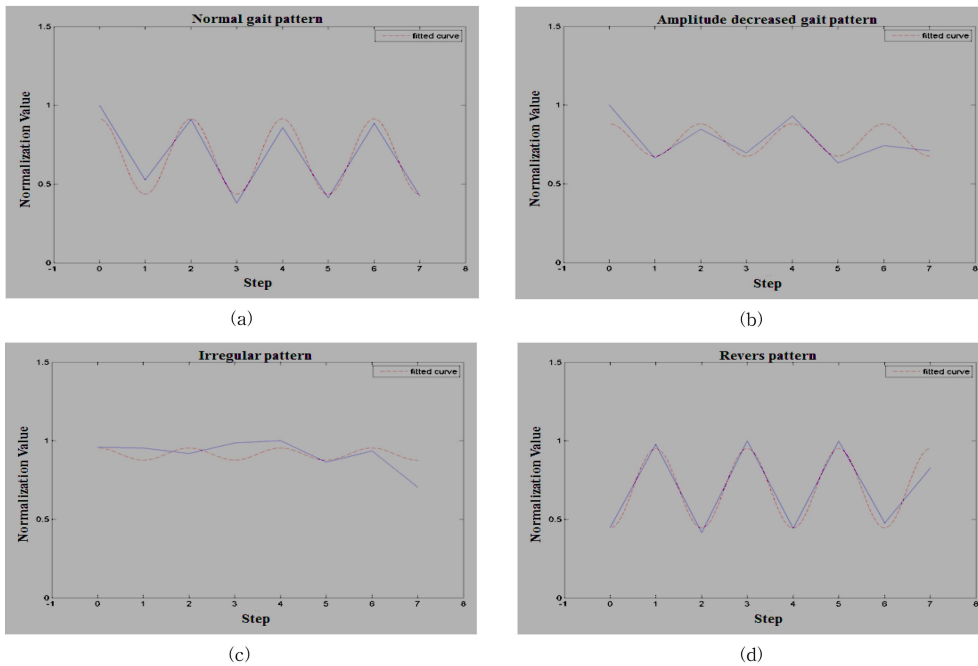 Normal gait pattern
fitted curve
Normalization Value
1.5
1
0.5
0
-1 0 1 2 3 4 5 6 7 8
Step
(a)
Amplitude decreased gait pattern
fitted curve
Normalization Value
1.5
1
0.5
0
-1 0 1 2 3 4 5 6 7 8
Step
(b)
Irregular pattern
fitted curve
Normalization Value
1.5
1
0.5
0
-1 0 1 2 3 4 5 6 7 8
Step
(c)
Revers pattern
fitted curve
Normalization Value
1.5
1
0.5
0
-1 0 1 2 3 4 5 6 7 8
Step
(d)